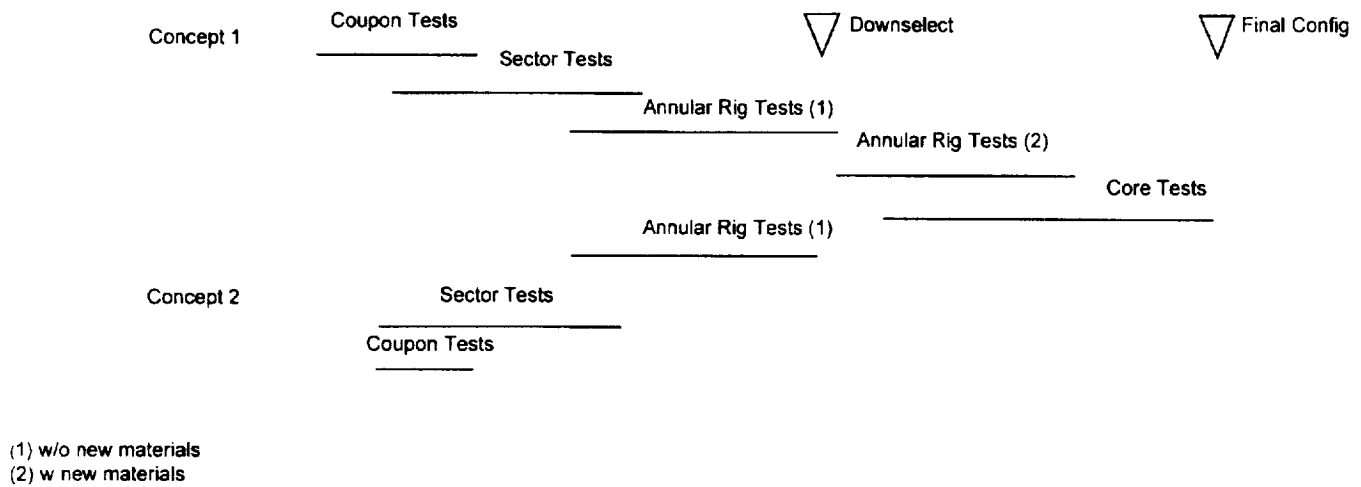 Concept 1
Coupon Tests
Downselect
Final Config
Sector Tests
Annular Rig Tests (1)
Annular Rig Tests (2)
Core Tests
Annular Rig Tests (1)
Concept 2
Sector Tests
Coupon Tests
(1) w/o new materials
(2) w new materials